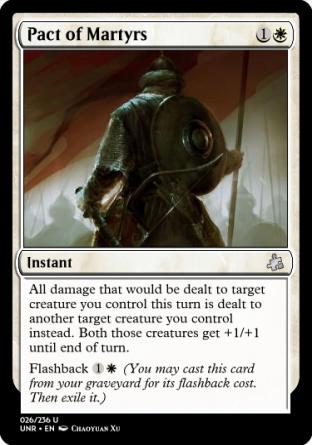 Pact of Martyrs 1
Instant
All damage that would be dealt to target
creature you control this turn is dealt to
another target creature you control
instead. Both those creatures get +1/+1
until end of turn.
Flashback 1 (You may cast this card
from your graveyard for its flashback cost.
Then exile it.)
026/236 U
UNR • EN Chaoyuan Xu